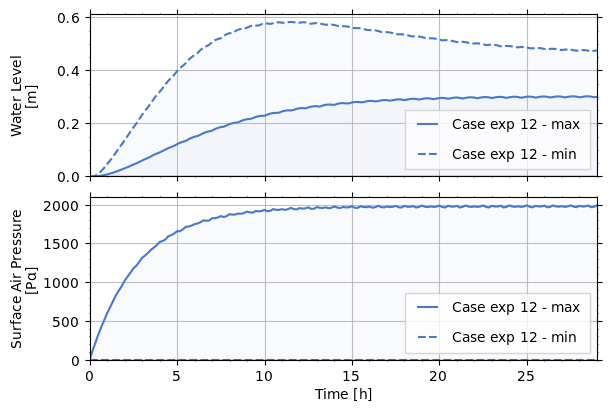 0.6
0.4
0.2
0.0
Water Level
[m]
Case exp 12 - max
Case exp 12 - min
2000
1500
1000
500
0
Surface Air Pressure
[Pa]
Case exp 12 - max
Case exp 12 - min
0 5 10 15 20 25
Time [h]